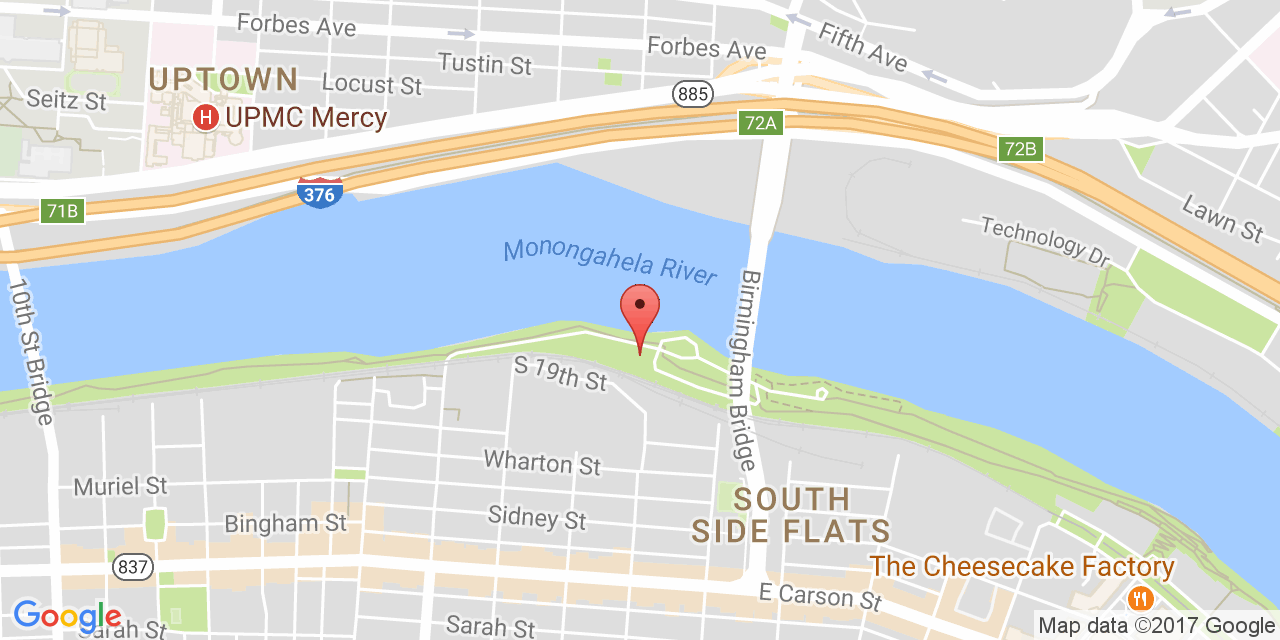 Forbes Ave
Forbes Ave
Fifth Ave
Tustin St
UPTOWN
Locust St
Seitz St
885
H UPMC Mercy
72A
72B
376
71B
Lawn St
Technology Dr
Monongahela River
10th St Bridge
Birmingham Bridge
S 19th St
Wharton St
Muriel St
SOUTH
SIDE FLATS
Sidney St
Bingham St
837
The Cheesecake Factory
E Carson St
Google
Sarah St
Sarah St
Map data ©2017 Google